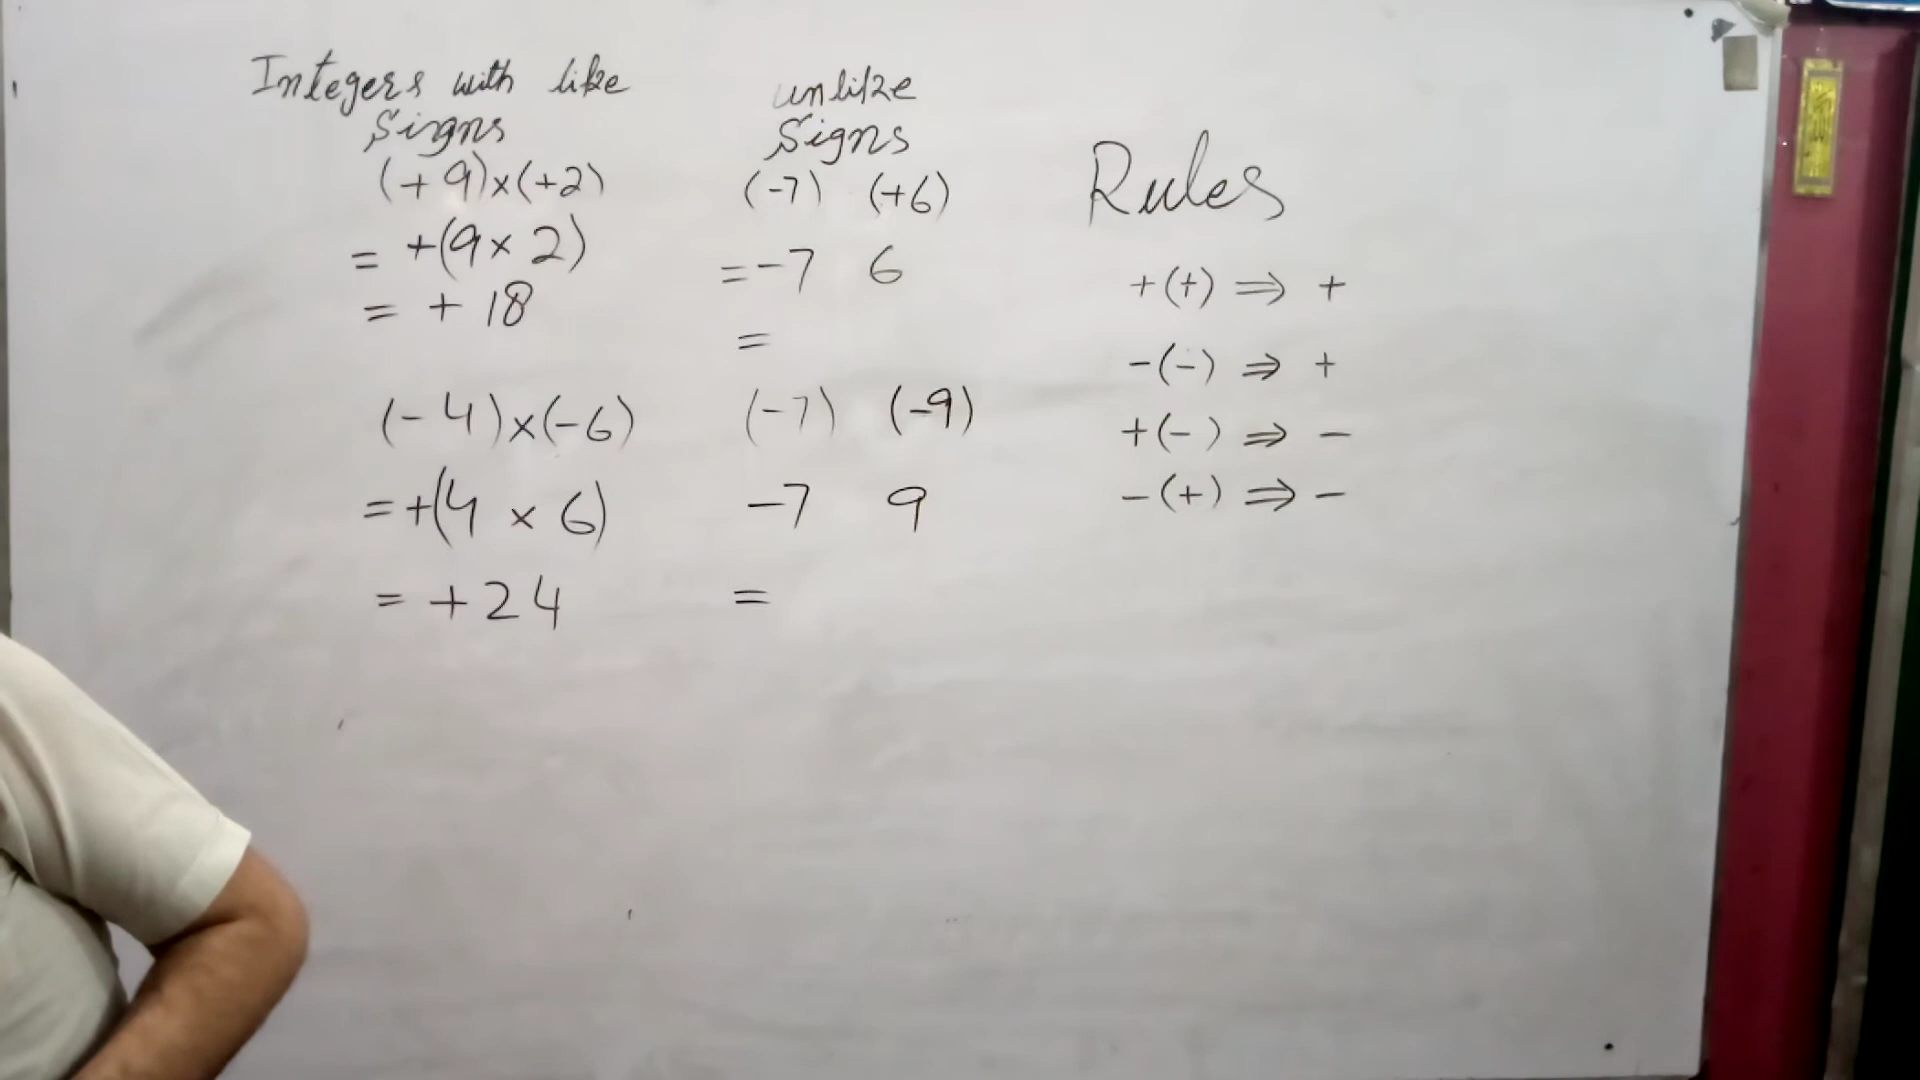 Integers with like
Signs
(+9)×(+2)
= +(9× 2)
= + 18
(-4)×(-6)
=+(4 × 6)
= +24
unlike
Signs
(-7) (+6)
=-7 6
=
(-7) (-9)
-7 9
=
Rules
+(+) ⇒ +
-(-) ⇒ +
+(-) ⇒ -
-(+) ⇒ -